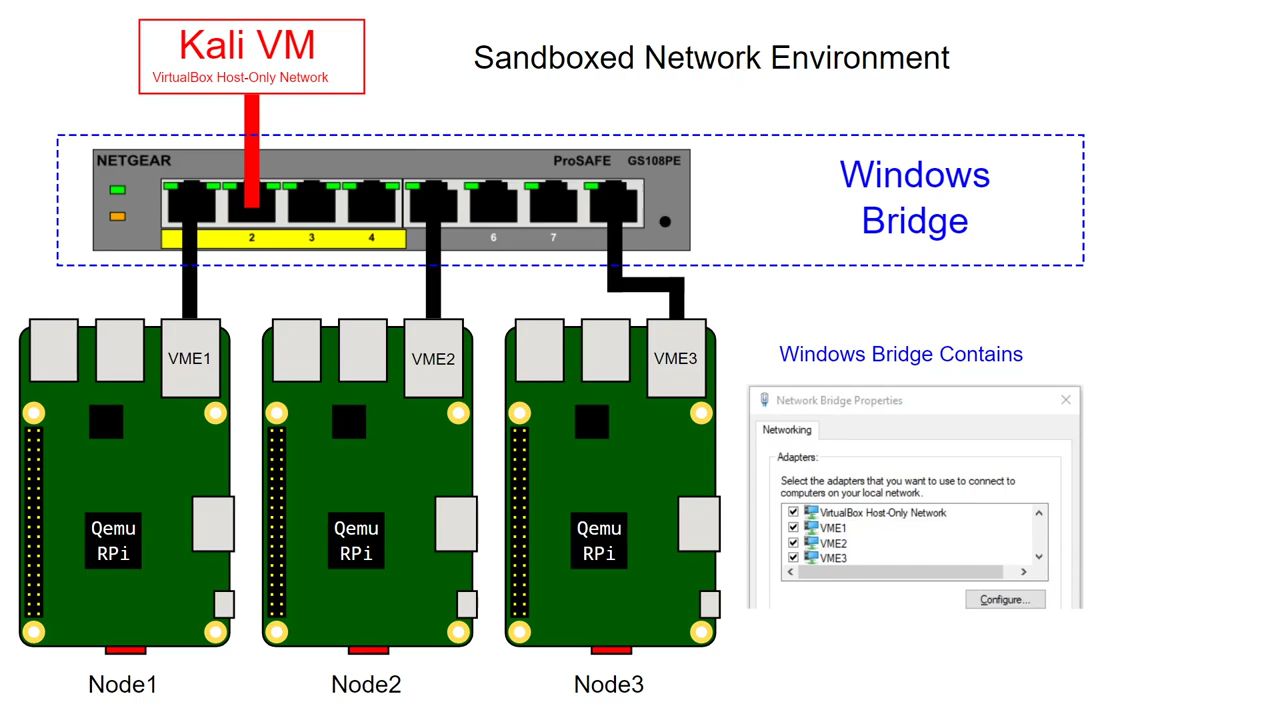 Kali VM
VirtualBox Host-Only Network
Sandboxed Network Environment
NETGEAR
ProSAFE GS108PE
2 3 4 6 7
Windows
Bridge
VME1
VME2
VME3
Qemu
RPi
Qemu
RPi
Qemu
RPi
Node1
Node2
Node3
Windows Bridge Contains
Network Bridge Properties
Networking
Adapters:
Select the adapters that you want to use to connect to
computers on your local network.
VirtualBox Host-Only Network
VME1
VME2
VME3
Configure...